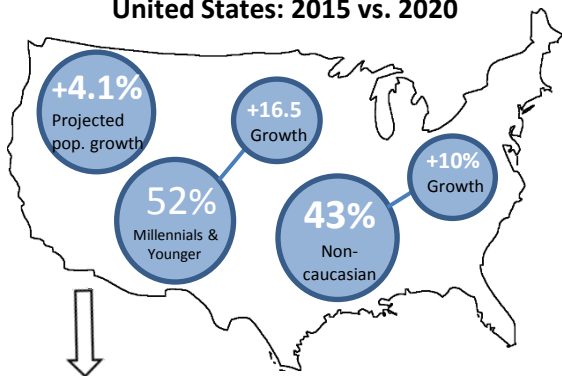 United States: 2015 vs. 2020
+4.1%
Projected
pop. growth
+16.5
Growth
52%
Millennials &
Younger
+10%
Growth
43%
Non-
caucasian